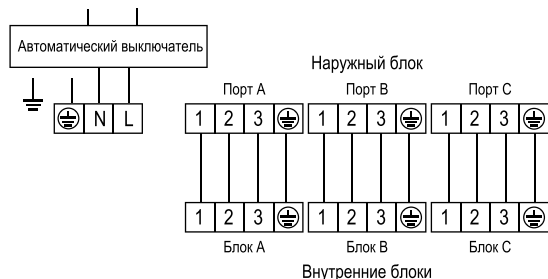 Автоматический выключатель
N L
Наружный блок
Порт A Порт B Порт C
1 2 3 1 2 3 1 2 3
1 2 3 1 2 3 1 2 3
Блок A Блок B Блок C
Внутренние блоки